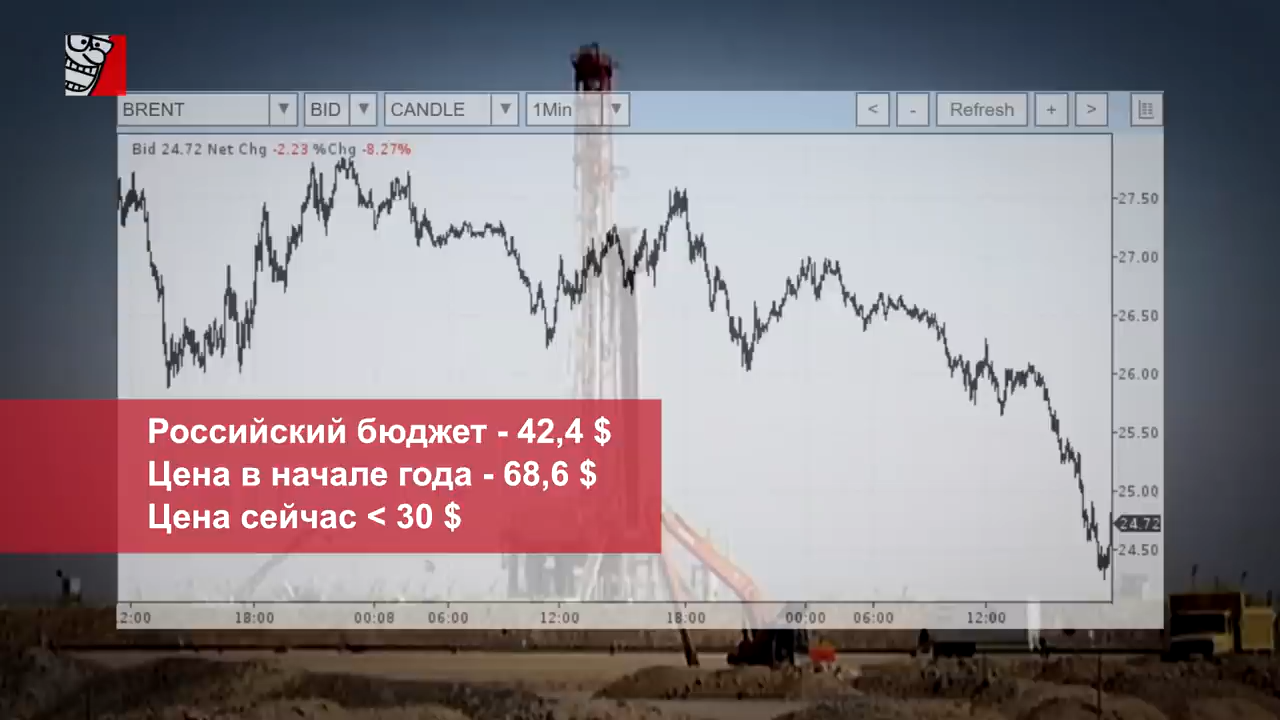 BRENT BID CANDLE 1Min < - Refresh + >
Bid 24.72 Net Chg -2.23 %Chg -8.27%
27.50
27.00
26.50
26.00
25.50
25.00
24.72
24.50
Российский бюджет - 42,4 $
Цена в начале года - 68,6 $
Цена сейчас < 30 $
2:00 18:00 00:08 06:00 12:00 18:00 00:00 06:00 12:00